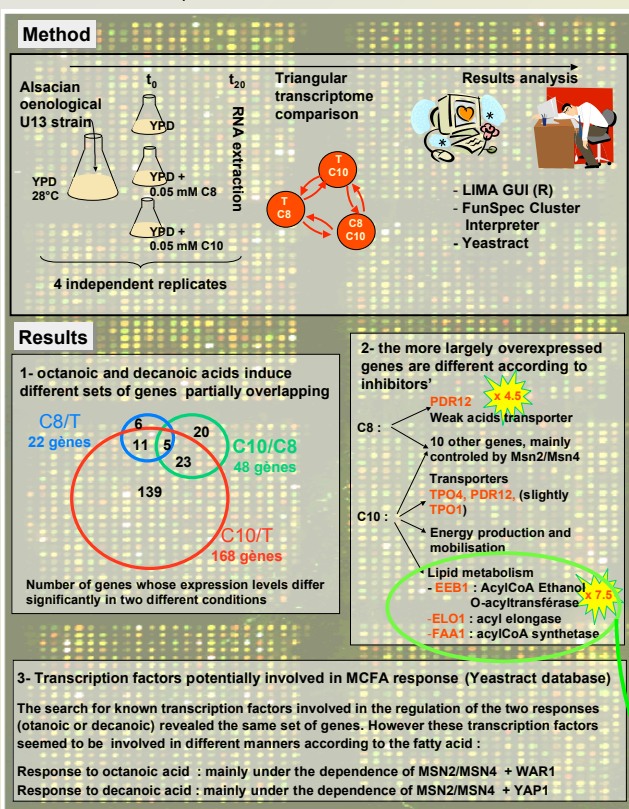 Method
Alsacian
oenological
U13 strain
YPD
28°C
t0
t20
YPD
YPD +
0.05 mM C8
YPD +
0.05 mM C10
RNA extraction
4 independent replicates
Triangular
transcriptome
comparison
T
C10
T
C8
C8
C10
Results analysis
- LIMA GUI (R)
- FunSpec Cluster
Interpreter
- Yeastract
Results
1- octanoic and decanoic acids induce
different sets of genes partially overlapping
C8/T
22 gènes
6
11
5
20
23
139
C10/C8
48 gènes
C10/T
168 gènes
Number of genes whose expression levels differ
significantly in two different conditions
2- the more largely overexpressed
genes are different according to
inhibitors'
x 4.5
C8 :
PDR12
Weak acids transporter
10 other genes, mainly
controled by Msn2/Msn4
C10 :
Transporters
TPO4, PDR12, (slightly
TPO1)
Energy production and
mobilisation
Lipid metabolism
- EEB1 : AcylCoA Ethanol
O-acyltransférase
x 7.5
-ELO1 : acyl elongase
-FAA1 : acylCoA synthetase
3- Transcription factors potentially involved in MCFA response (Yeastract database)
The search for known transcription factors involved in the regulation of the two responses
(otanoic or decanoic) revealed the same set of genes. However these transcription factors
seemed to be involved in different manners according to the fatty acid :
Response to octanoic acid : mainly under the dependence of MSN2/MSN4 + WAR1
Response to decanoic acid : mainly under the dependence of MSN2/MSN4 + YAP1